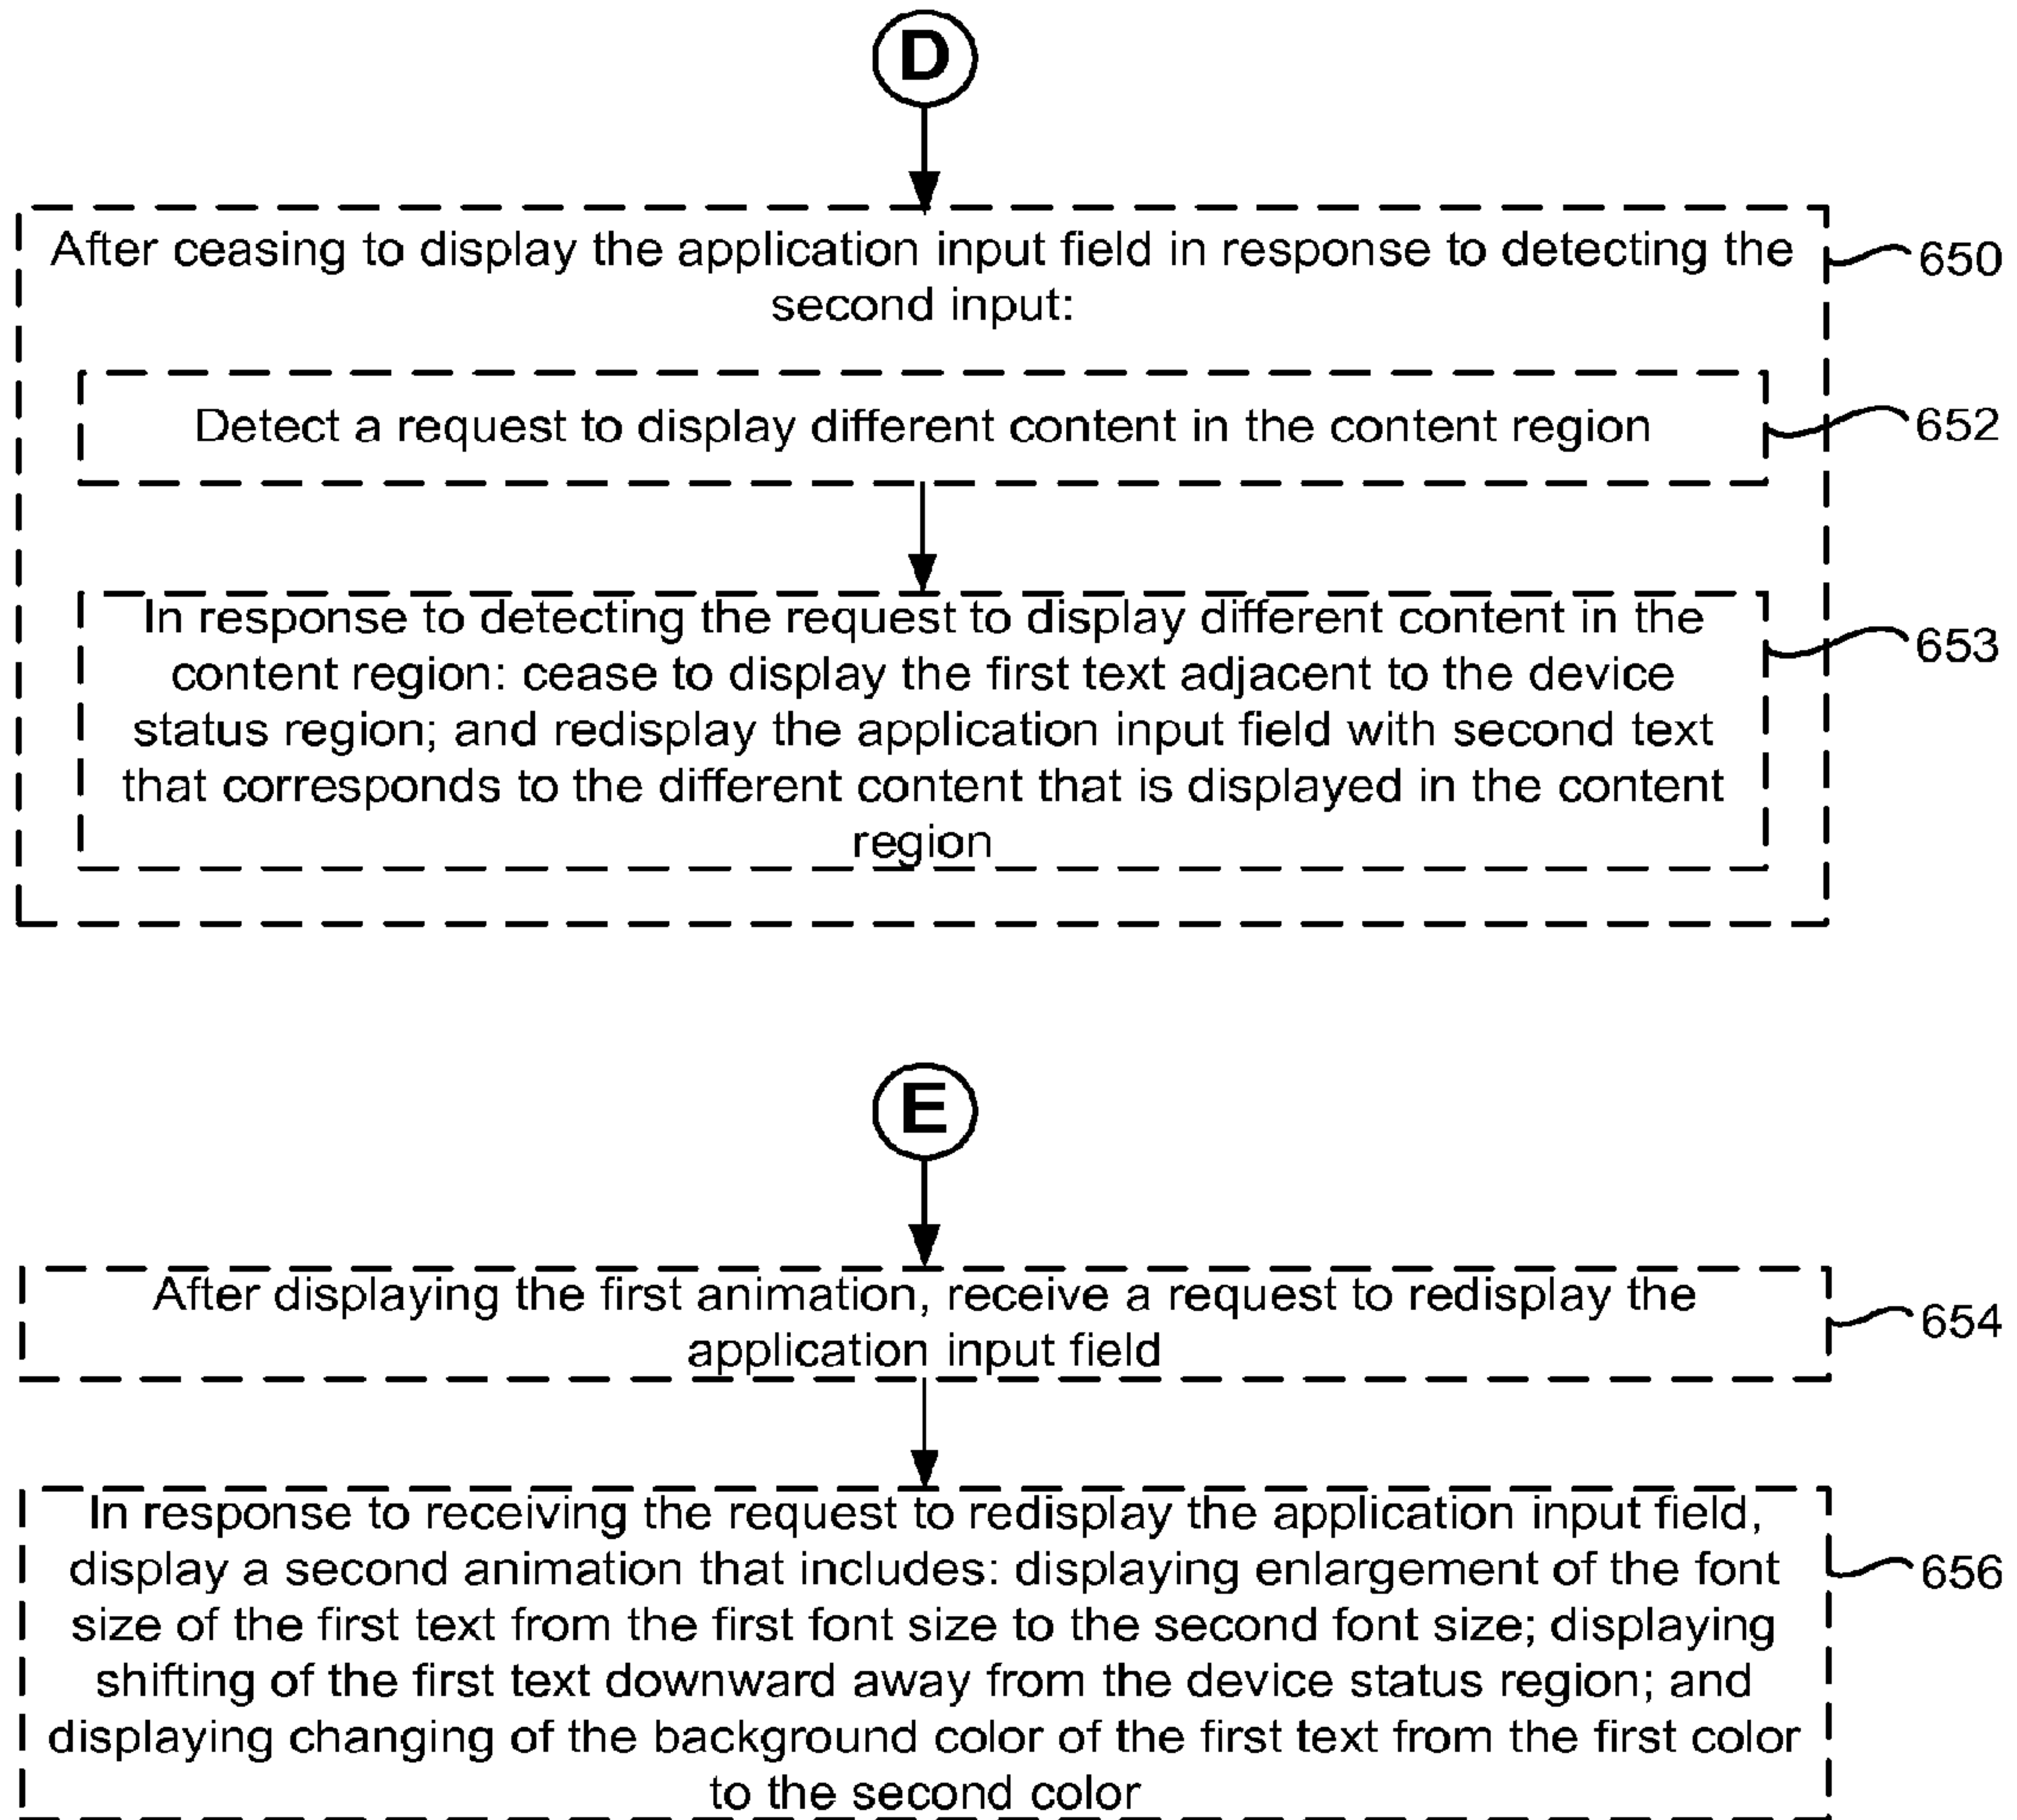 D
After ceasing to display the application input field in response to detecting the
second input:
650
Detect a request to display different content in the content region
652
In response to detecting the request to display different content in the
content region: cease to display the first text adjacent to the device
status region; and redisplay the application input field with second text
that corresponds to the different content that is displayed in the content
region
653
E
After displaying the first animation, receive a request to redisplay the
application input field
654
In response to receiving the request to redisplay the application input field,
display a second animation that includes: displaying enlargement of the font
size of the first text from the first font size to the second font size; displaying
shifting of the first text downward away from the device status region; and
displaying changing of the background color of the first text from the first color
to the second color
656